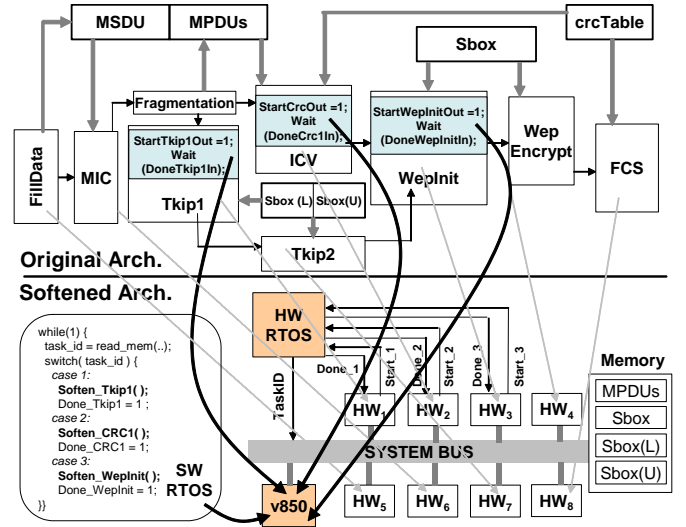 MSDU
MPDUs
crcTable
Sbox
Fragmentation
StartCrcOut =1;
Wait
(DoneCrc1In);
ICV
StartWepInitOut =1;
Wait
(DoneWepInitIn);
WepInit
Wep
Encrypt
FCS
FillData
MIC
StartTkip1Out =1;
Wait
(DoneTkip1In);
Tkip1
Sbox (L)
Sbox(U)
Tkip2
Original Arch.
Softened Arch.
while(1) {
task_id = read_mem(..);
switch( task_id ) {
case 1:
Soften_Tkip1( );
Done_Tkip1 = 1 ;
case 2:
Soften_CRC1( );
Done_CRC1 = 1;
case 3:
Soften_WepInit( );
Done_WepInit = 1;
}}
SW
RTOS
HW
RTOS
TaskID
Done_1
Start_1
Done_2
Start_2
Done_3
Start_3
HW1
HW2
HW3
HW4
SYSTEM BUS
v850
HW5
HW6
HW7
HW8
Memory
MPDUs
Sbox
Sbox(L)
Sbox(U)